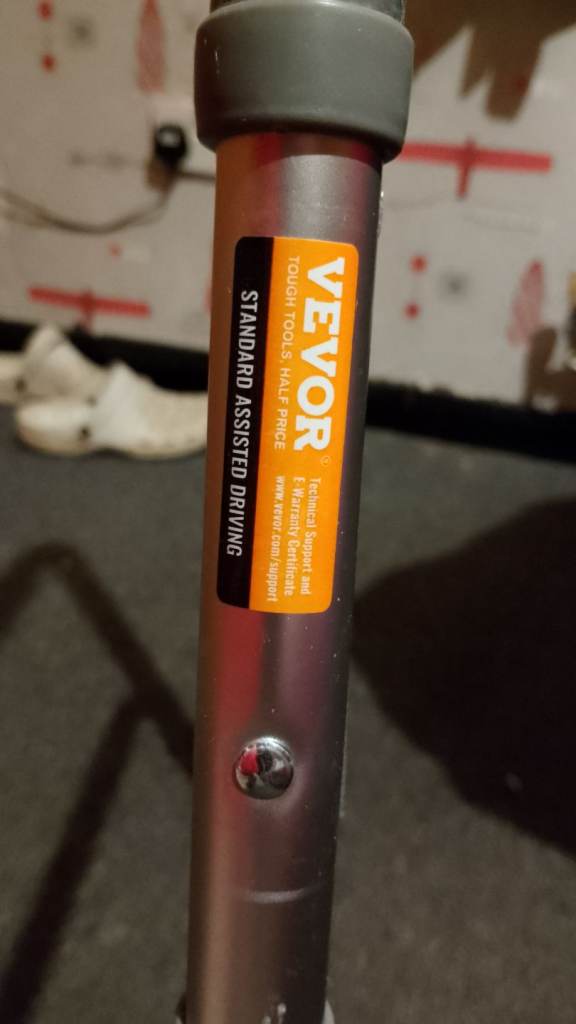 VEVOR®
TOUGH TOOLS, HALF PRICE
Technical Support and
E-Warranty Certificate
www.vevor.com/support
STANDARD ASSISTED DRIVING